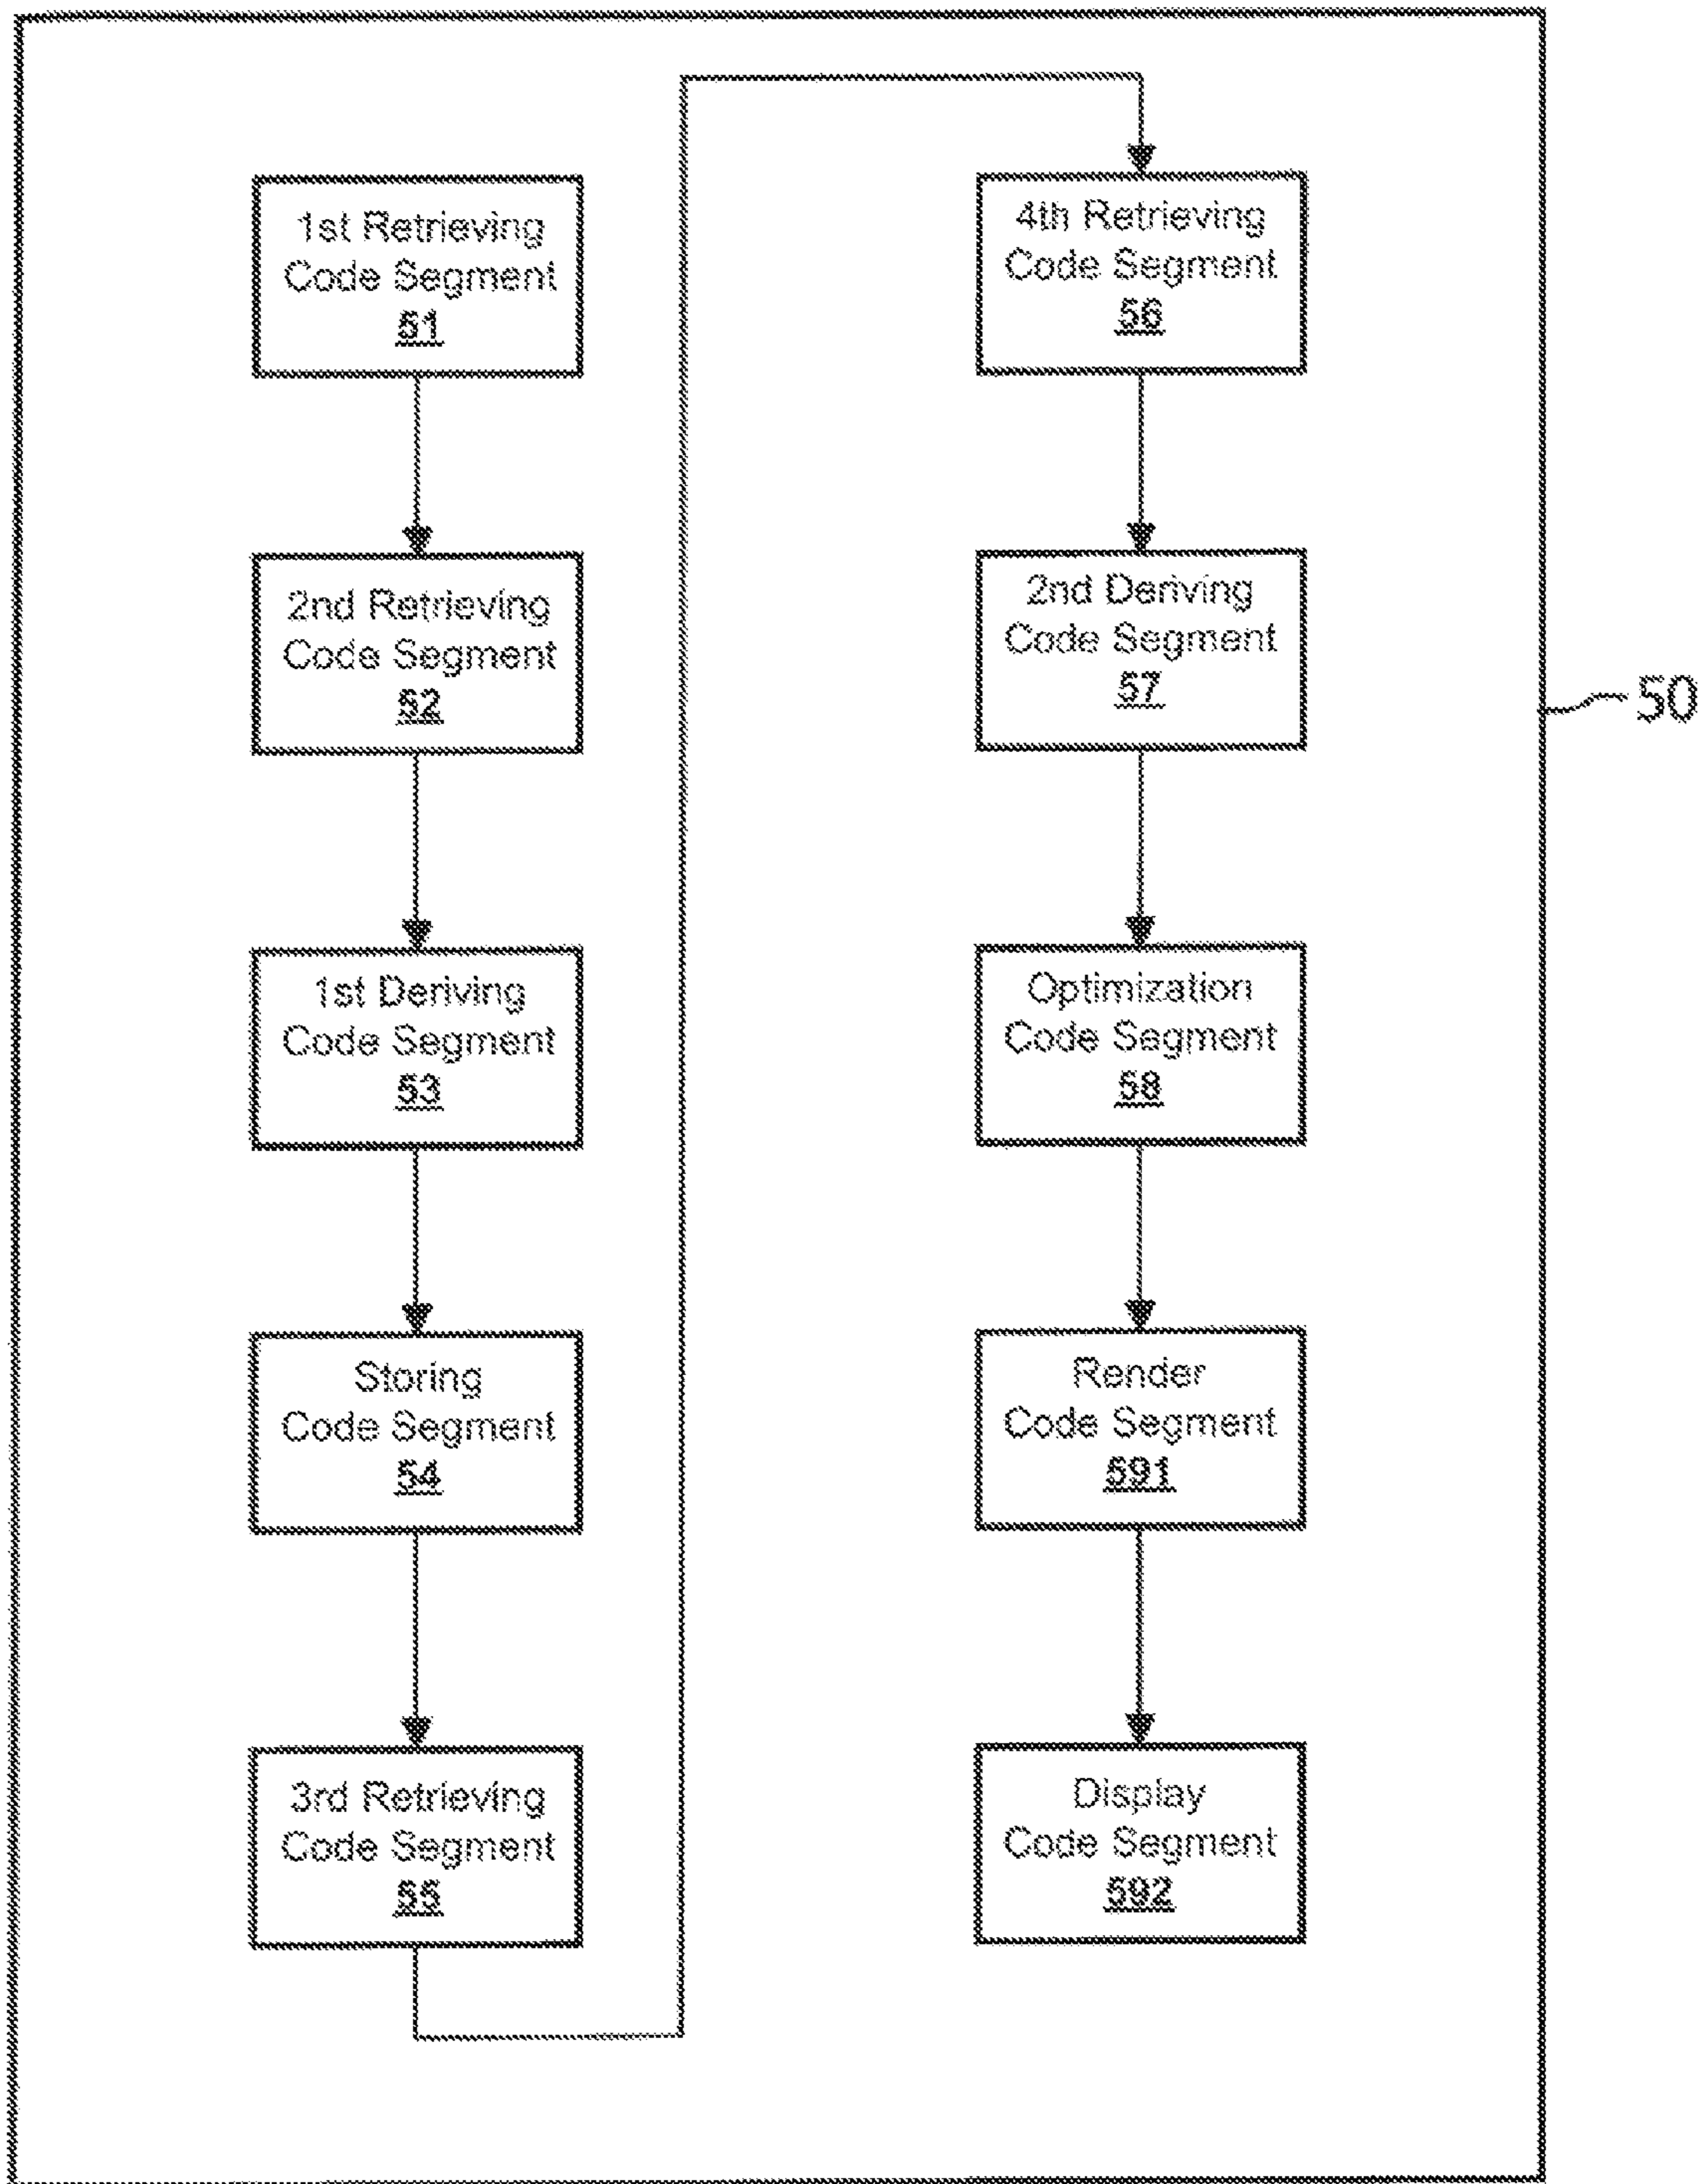 1st Retrieving
Code Segment
51
2nd Retrieving
Code Segment
52
1st Deriving
Code Segment
53
Storing
Code Segment
54
3rd Retrieving
Code Segment
55
4th Retrieving
Code Segment
56
2nd Deriving
Code Segment
57
Optimization
Code Segment
58
Render
Code Segment
591
Display
Code Segment
592
50